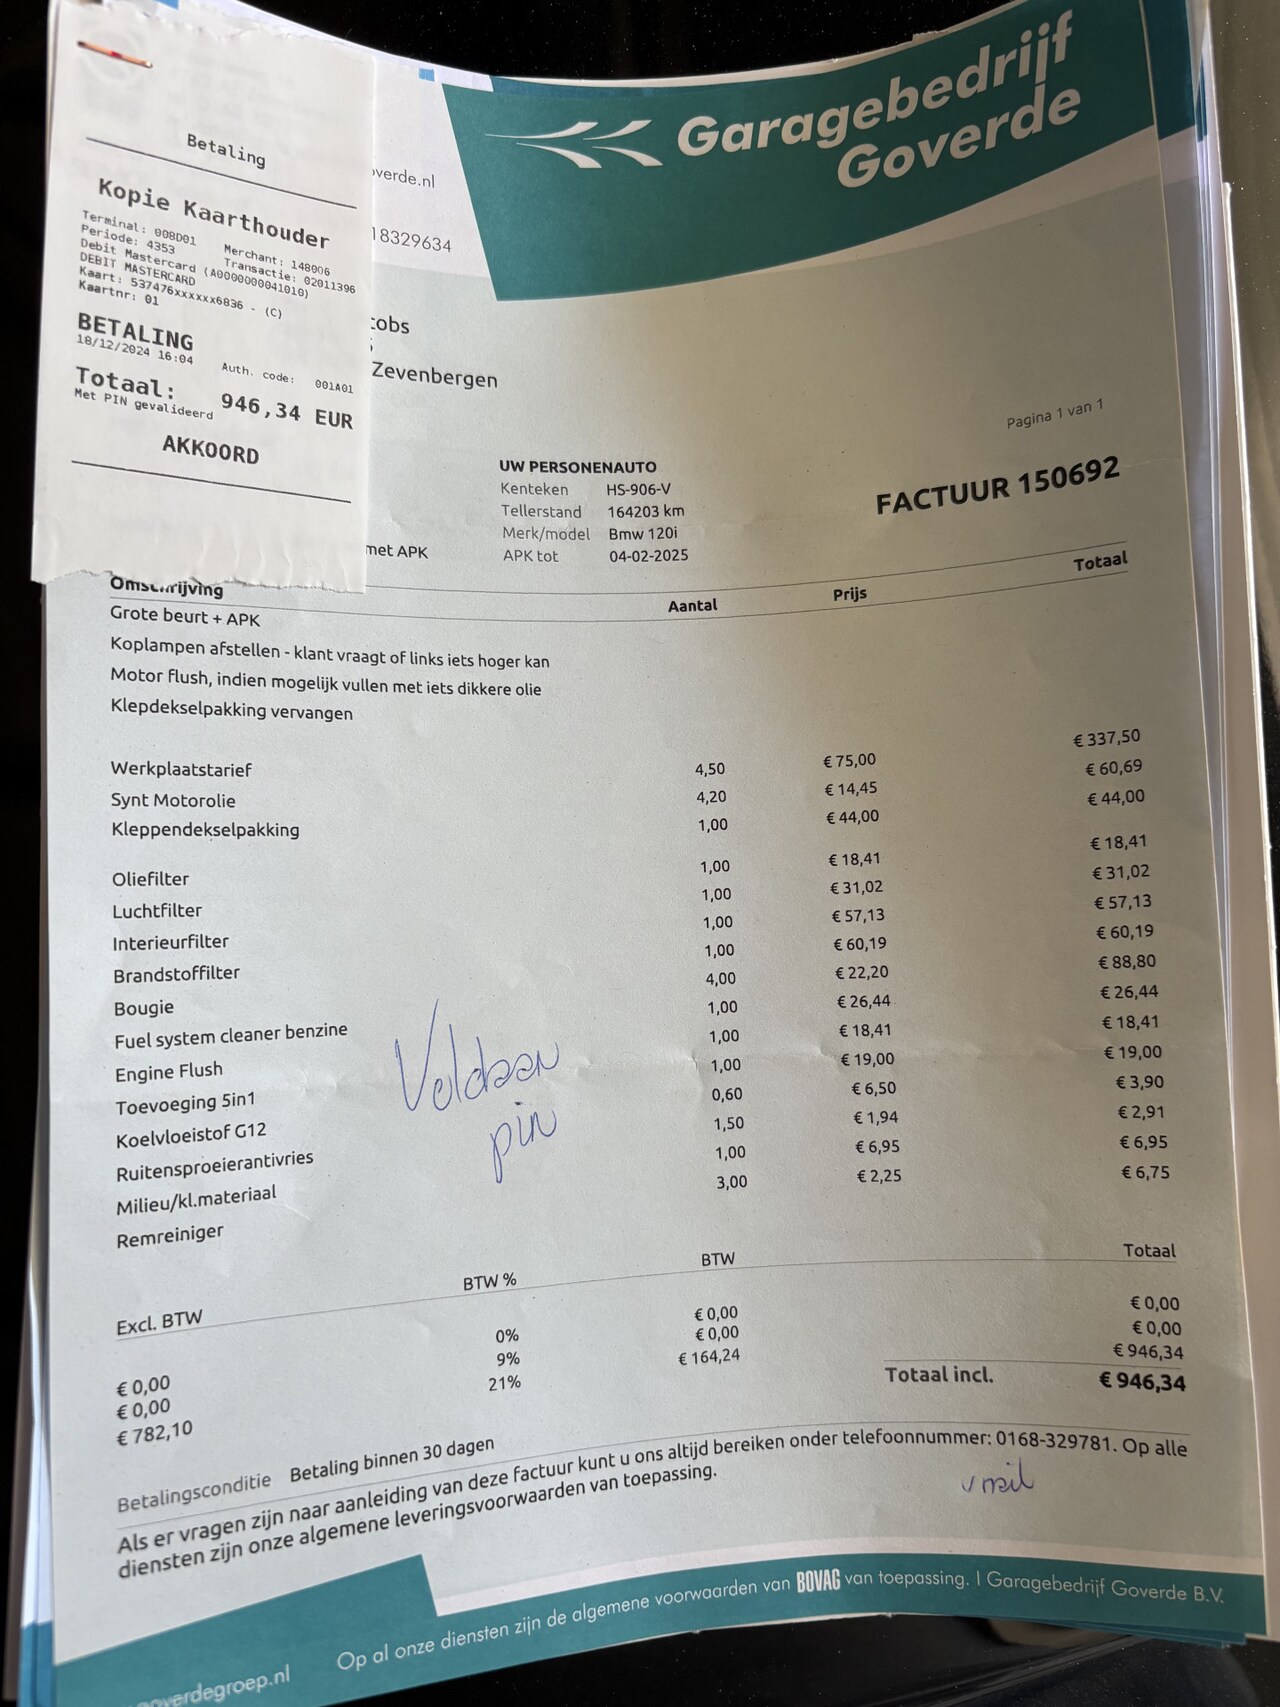 Betaling
Kopie Kaarthouder
Terminal: 008D01 Merchant: 148906
Periode: 4353 Transactie: 02011396
Debit Mastercard (A0000000041010)
DEBIT MASTERCARD
Kaart: 537476xxxxxx6836 - (C)
Kaartnr: 01
BETALING
18/12/2024 16:04 Auth. code: 001A01
Totaal: 946,34 EUR
Met PIN gevalideerd
AKKOORD
Garagebedrijf
Goverde
overde.nl
18329634
cobs
Zevenbergen
Pagina 1 van 1
UW PERSONENAUTO
Kenteken HS-906-V
Tellerstand 164203 km
Merk/model Bmw 120i
APK tot 04-02-2025
FACTUUR 150692
met APK
Omschrijving Aantal Prijs Totaal
Grote beurt + APK
Koplampen afstellen - klant vraagt of links iets hoger kan
Motor flush, indien mogelijk vullen met iets dikkere olie
Klepdekselpakking vervangen
Werkplaatstarief 4,50 € 75,00 € 337,50
Synt Motorolie 4,20 € 14,45 € 60,69
Kleppendekselpakking 1,00 € 44,00 € 44,00
Oliefilter 1,00 € 18,41 € 18,41
Luchtfilter 1,00 € 31,02 € 31,02
Interieurfilter 1,00 € 57,13 € 57,13
Brandstoffilter 1,00 € 60,19 € 60,19
Bougie 4,00 € 22,20 € 88,80
Fuel system cleaner benzine 1,00 € 26,44 € 26,44
Engine Flush 1,00 € 18,41 € 18,41
Toevoeging 5in1 1,00 € 19,00 € 19,00
Koelvloeistof G12 0,60 € 6,50 € 3,90
Ruitensproeierantivries 1,50 € 1,94 € 2,91
Milieu/kl.materiaal 1,00 € 6,95 € 6,95
Remreiniger 3,00 € 2,25 € 6,75
Voldaan
pin
Excl. BTW BTW % BTW Totaal
€ 0,00 0% € 0,00 € 0,00
€ 0,00 9% € 0,00 € 0,00
€ 782,10 21% € 164,24 € 946,34
Totaal incl. € 946,34
Betalingsconditie Betaling binnen 30 dagen
Als er vragen zijn naar aanleiding van deze factuur kunt u ons altijd bereiken onder telefoonnummer: 0168-329781. Op alle
diensten zijn onze algemene leveringsvoorwaarden van toepassing.
v mail
Op al onze diensten zijn de algemene voorwaarden van BOVAG van toepassing. | Garagebedrijf Goverde B.V.
goverdegroep.nl